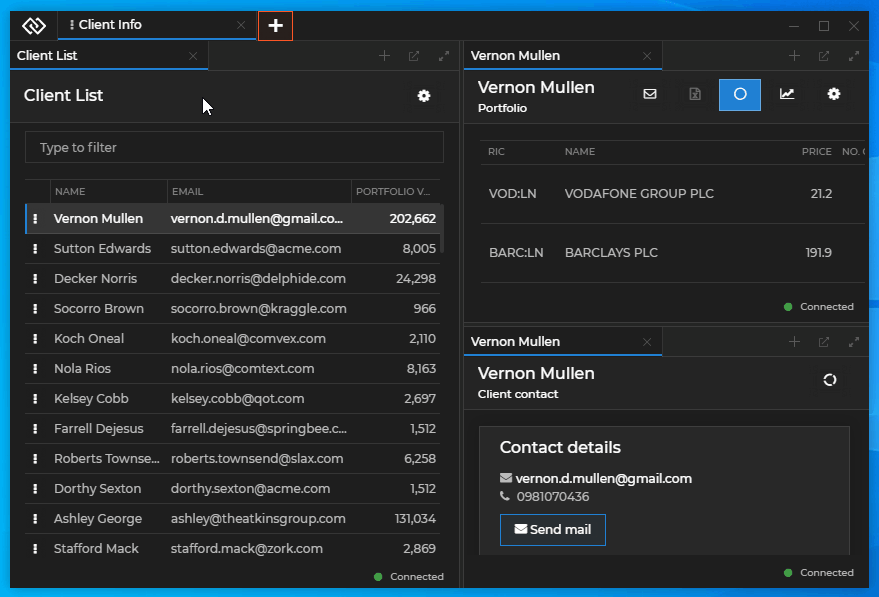 Client Info
Client List
Client List
Type to filter
NAME EMAIL PORTFOLIO V...
Vernon Mullen vernon.d.mullen@gmail.co... 202,662
Sutton Edwards sutton.edwards@acme.com 8,005
Decker Norris decker.norris@delphide.com 24,298
Socorro Brown socorro.brown@kraggle.com 966
Koch Oneal koch.oneal@comvex.com 2,110
Nola Rios nola.rios@comtext.com 8,163
Kelsey Cobb kelsey.cobb@qot.com 2,697
Farrell Dejesus farrell.dejesus@springbee.c... 1,512
Roberts Townse... roberts.townsend@slax.com 6,258
Dorthy Sexton dorthy.sexton@acme.com 1,512
Ashley George ashley@theatkinsgroup.com 131,034
Stafford Mack stafford.mack@zork.com 2,869
Connected
Vernon Mullen
Vernon Mullen
Portfolio
RIC NAME PRICE NO.
VOD:LN VODAFONE GROUP PLC 21.2
BARC:LN BARCLAYS PLC 191.9
Connected
Vernon Mullen
Vernon Mullen
Client contact
Contact details
vernon.d.mullen@gmail.com
0981070436
Send mail
Connected